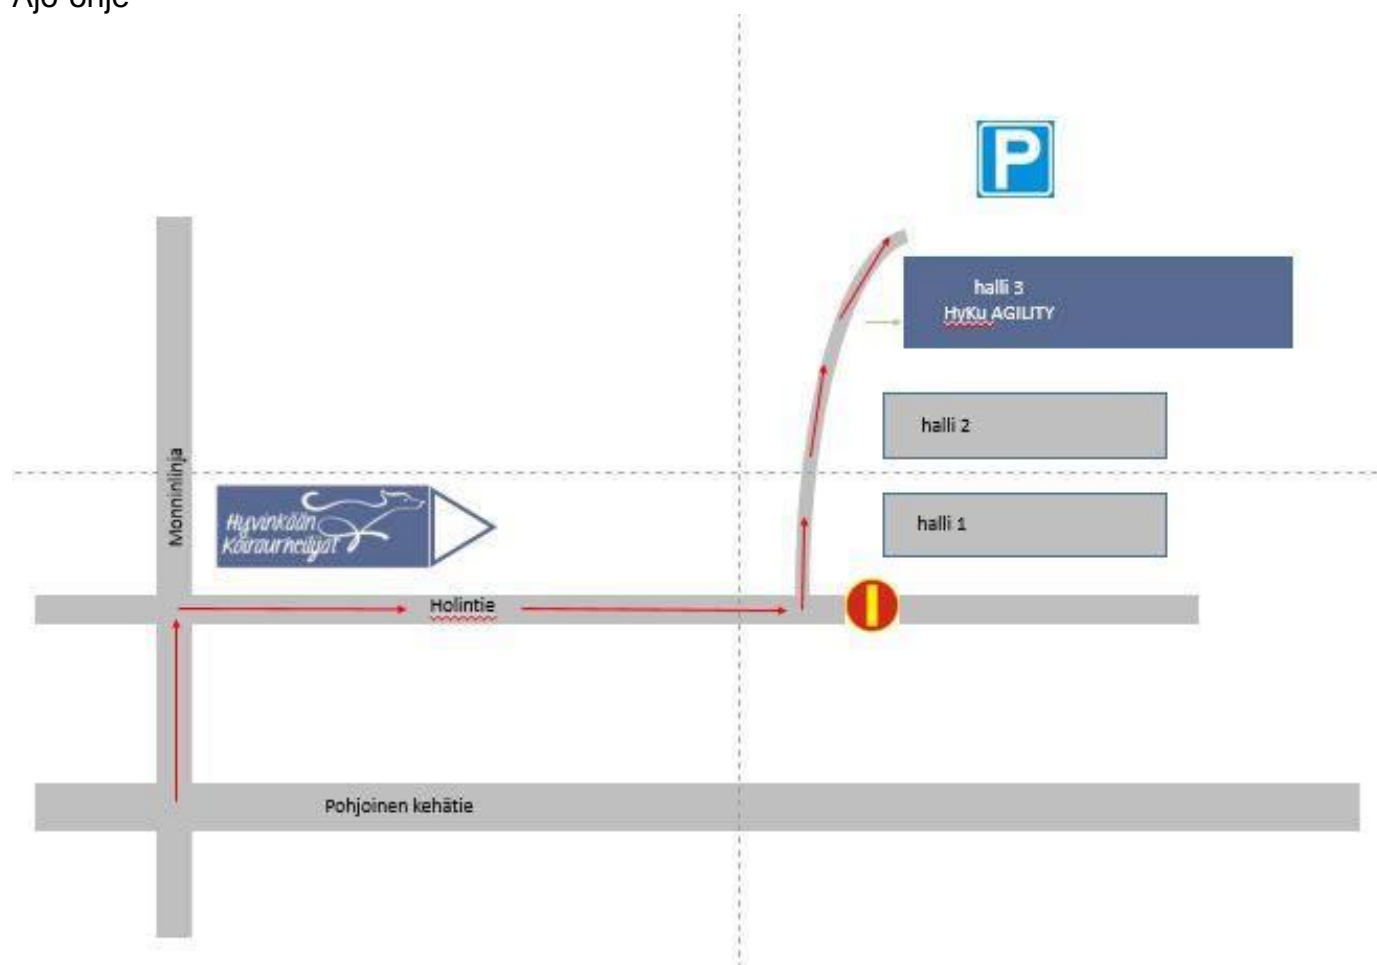 Ajo-ohje
P
halli 3
HyKu AGILITY
halli 2
Monninlinja
Hyvinkään
Koiraurheilijat
halli 1
Holintie
Pohjoinen kehätie